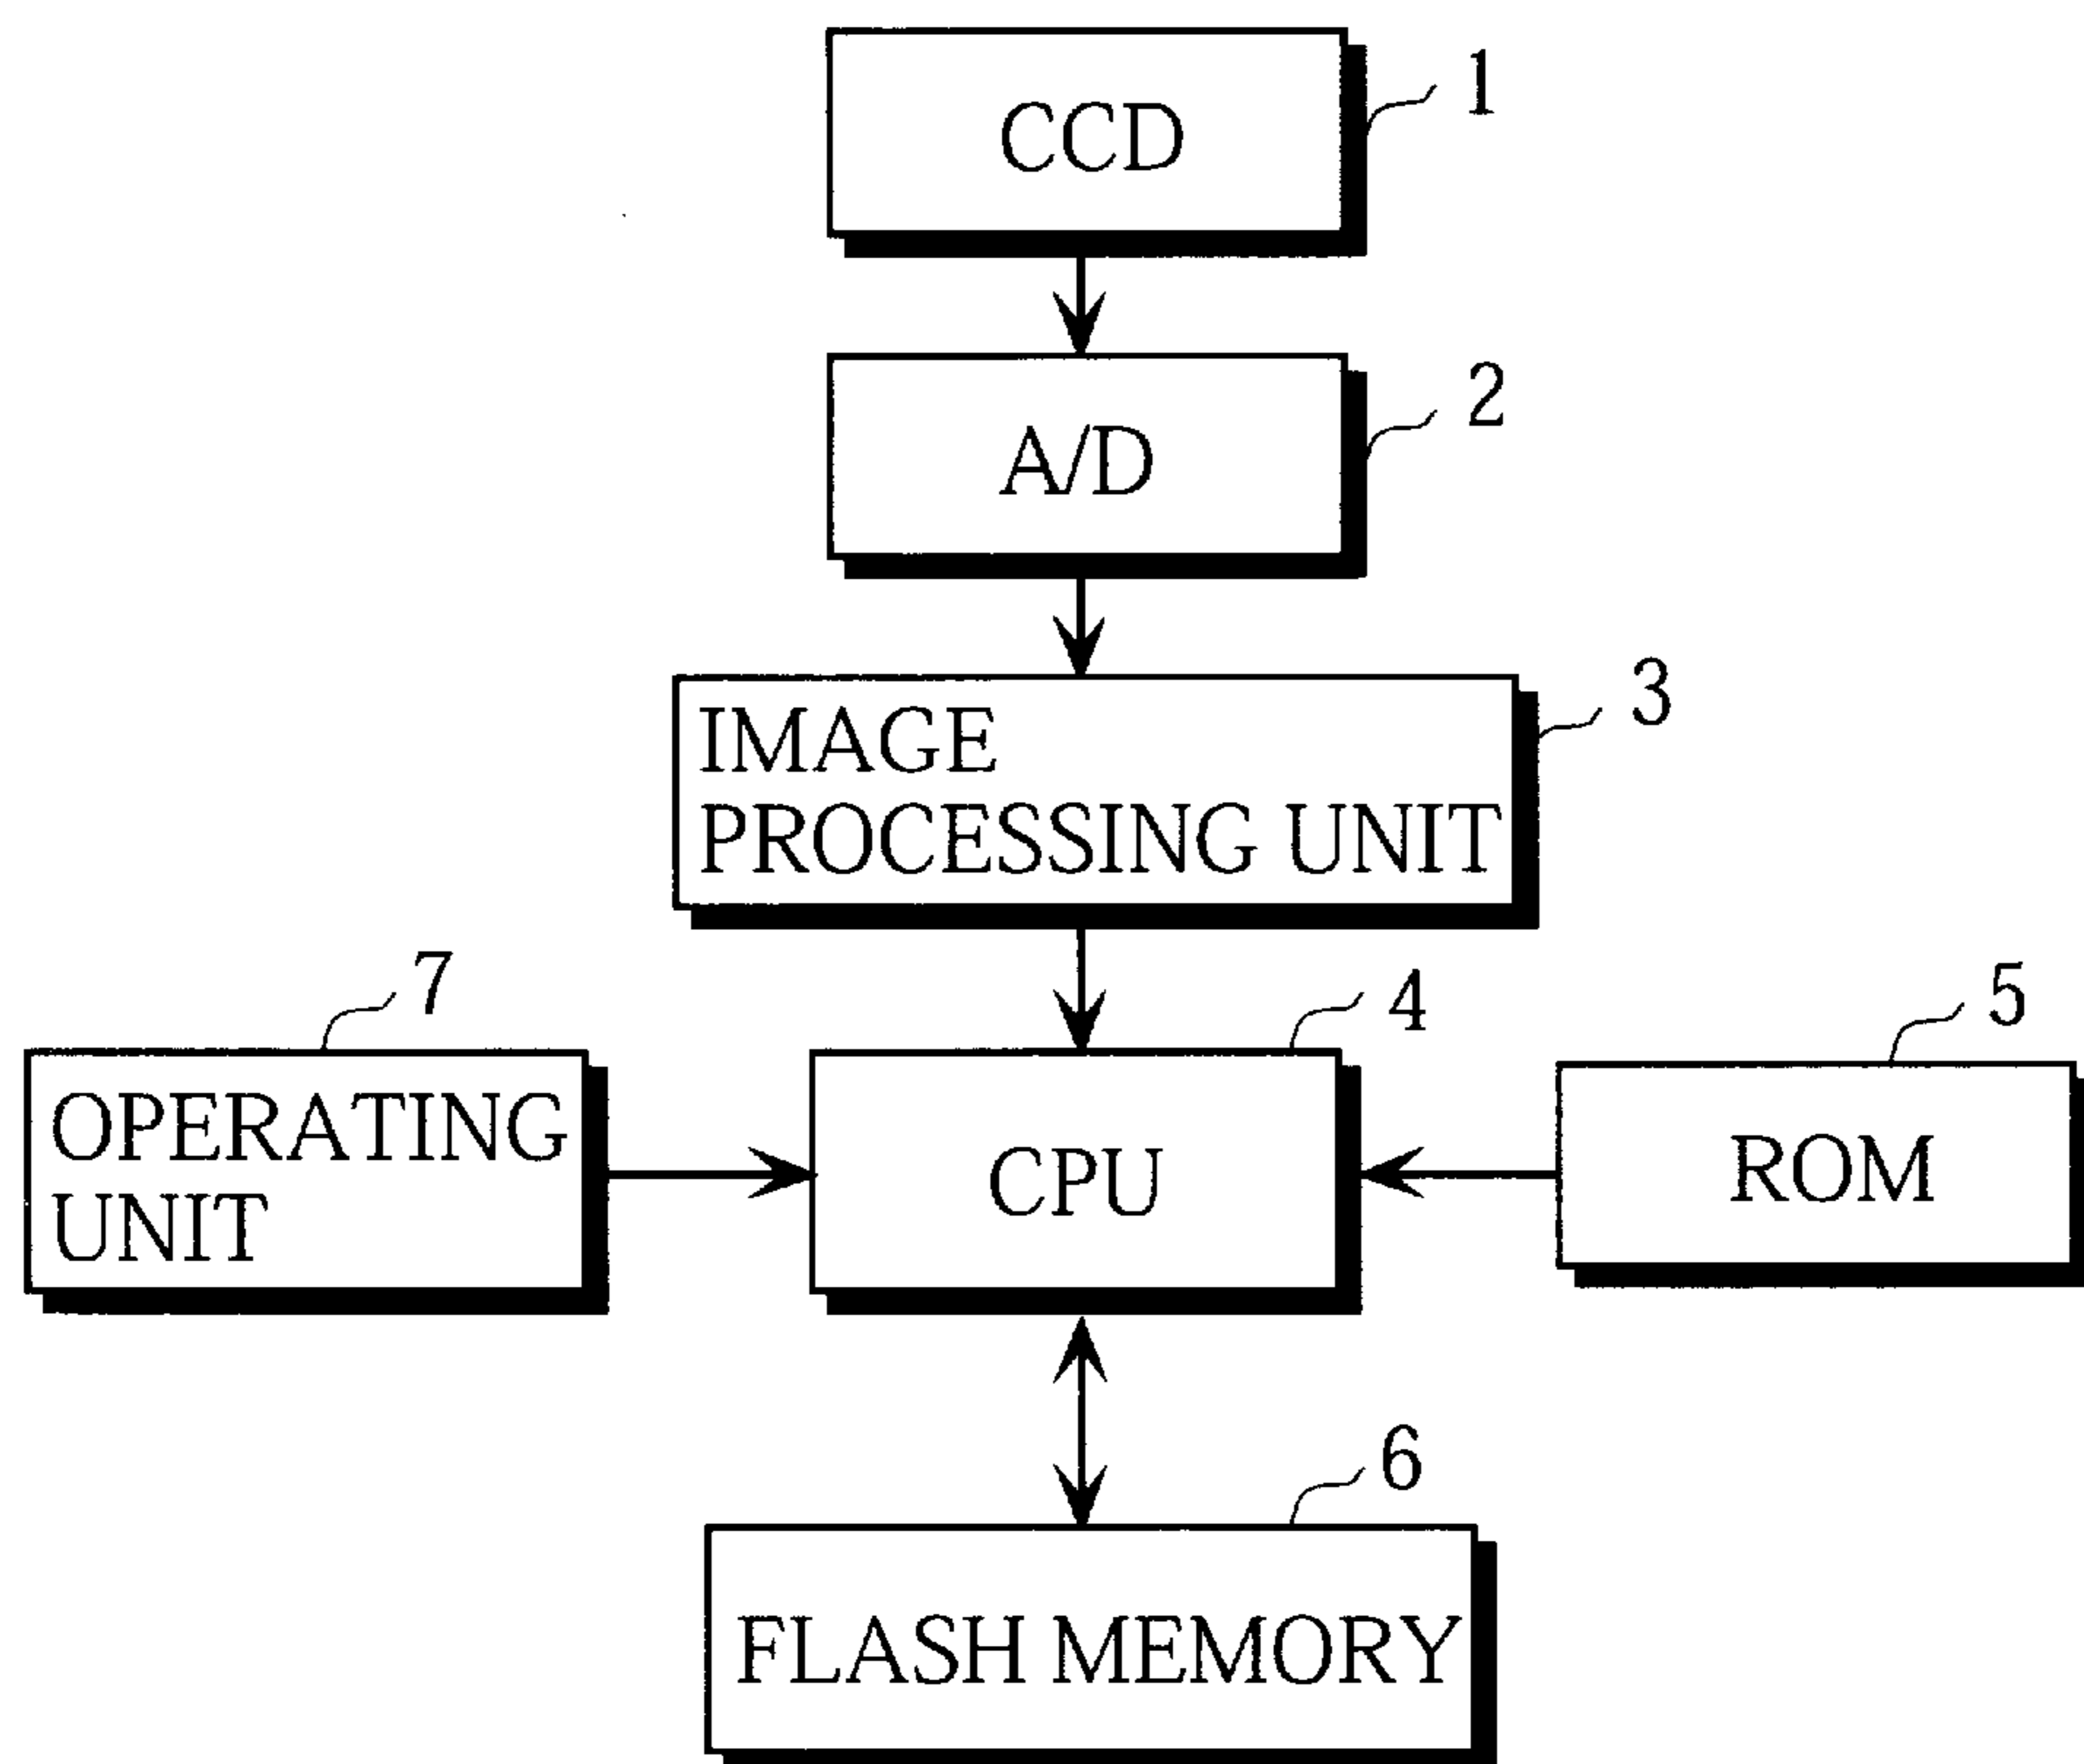 CCD
1
A/D
2
IMAGE
PROCESSING UNIT
3
7
OPERATING
UNIT
4
CPU
5
ROM
6
FLASH MEMORY